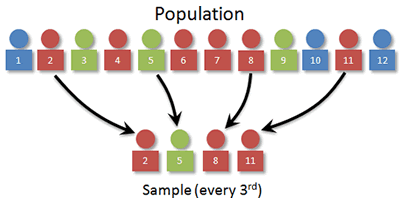 Population
1 2 3 4 5 6 7 8 9 10 11 12
2 5 8 11
Sample (every 3rd)